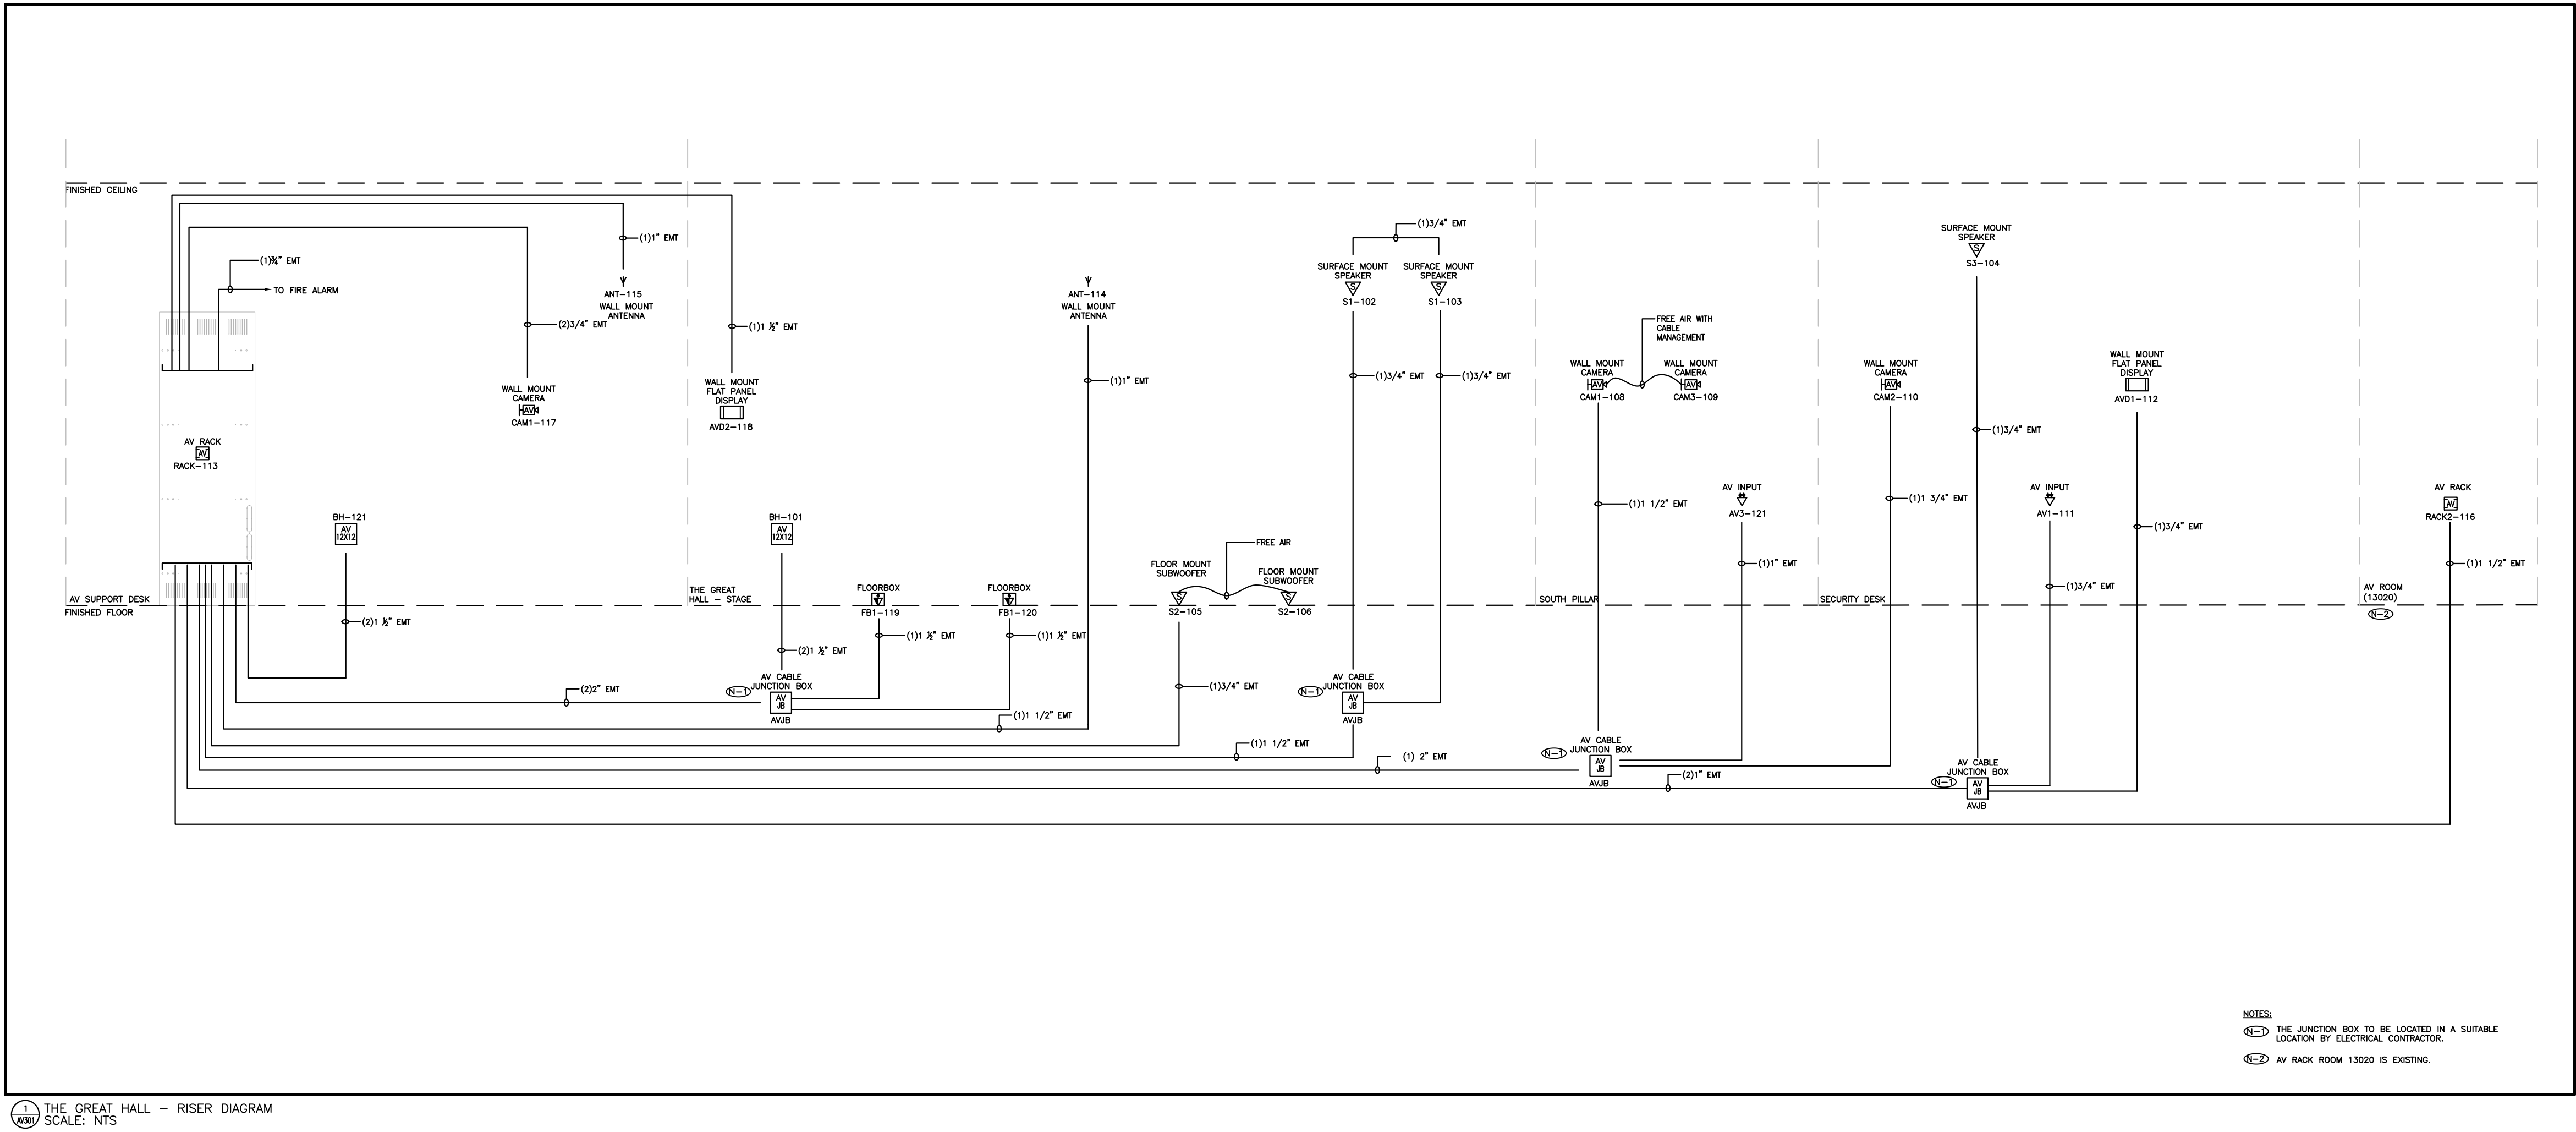 FINISHED CEILING
(1)¾" EMT
TO FIRE ALARM
AV RACK
AV
RACK-113
BH-121
AV
12X12
(2)1 ½" EMT
AV SUPPORT DESK
FINISHED FLOOR
(2)3/4" EMT
WALL MOUNT
CAMERA
AV
CAM1-117
(1)1" EMT
ANT-115
WALL MOUNT
ANTENNA
(1)1 ½" EMT
WALL MOUNT
FLAT PANEL
DISPLAY
AVD2-118
BH-101
AV
12X12
THE GREAT
HALL - STAGE
(2)1 ½" EMT
(2)2" EMT
N-1
AV CABLE
JUNCTION BOX
AV
JB
AVJB
FLOORBOX
FB1-119
(1)1 ½" EMT
FLOORBOX
FB1-120
(1)1 ½" EMT
ANT-114
WALL MOUNT
ANTENNA
(1)1" EMT
(1)1 1/2" EMT
FREE AIR
FLOOR MOUNT
SUBWOOFER
S
S2-105
FLOOR MOUNT
SUBWOOFER
S
S2-106
(1)3/4" EMT
(1)1 1/2" EMT
(1)3/4" EMT
SURFACE MOUNT
SPEAKER
S
S1-102
SURFACE MOUNT
SPEAKER
S
S1-103
(1)3/4" EMT
(1)3/4" EMT
N-1
AV CABLE
JUNCTION BOX
AV
JB
AVJB
(1) 2" EMT
FREE AIR WITH
CABLE
MANAGEMENT
WALL MOUNT
CAMERA
AV
CAM1-108
WALL MOUNT
CAMERA
AV
CAM3-109
(1)1 1/2" EMT
AV INPUT
AV3-121
(1)1" EMT
SOUTH PILLAR
N-1
AV CABLE
JUNCTION BOX
AV
JB
AVJB
(2)1" EMT
WALL MOUNT
CAMERA
AV
CAM2-110
(1)1 3/4" EMT
SECURITY DESK
SURFACE MOUNT
SPEAKER
S
S3-104
(1)3/4" EMT
AV INPUT
AV1-111
(1)3/4" EMT
WALL MOUNT
FLAT PANEL
DISPLAY
AVD1-112
(1)3/4" EMT
N-1
AV CABLE
JUNCTION BOX
AV
JB
AVJB
AV RACK
AV
RACK2-116
(1)1 1/2" EMT
AV ROOM
(13020)
N-2
NOTES:
N-1 THE JUNCTION BOX TO BE LOCATED IN A SUITABLE
LOCATION BY ELECTRICAL CONTRACTOR.
N-2 AV RACK ROOM 13020 IS EXISTING.
1
AV301
THE GREAT HALL - RISER DIAGRAM
SCALE: NTS